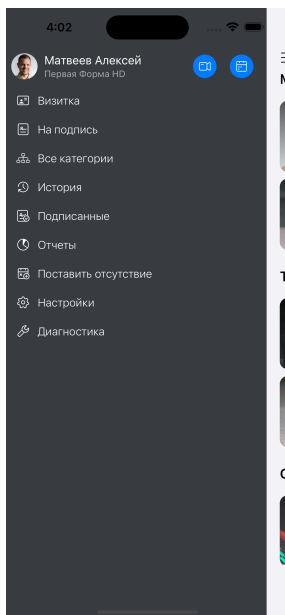 4:02
Матвеев Алексей
Первая Форма HD
Визитка
На подпись
Все категории
История
Подписанные
Отчеты
Поставить отсутствие
Настройки
Диагностика